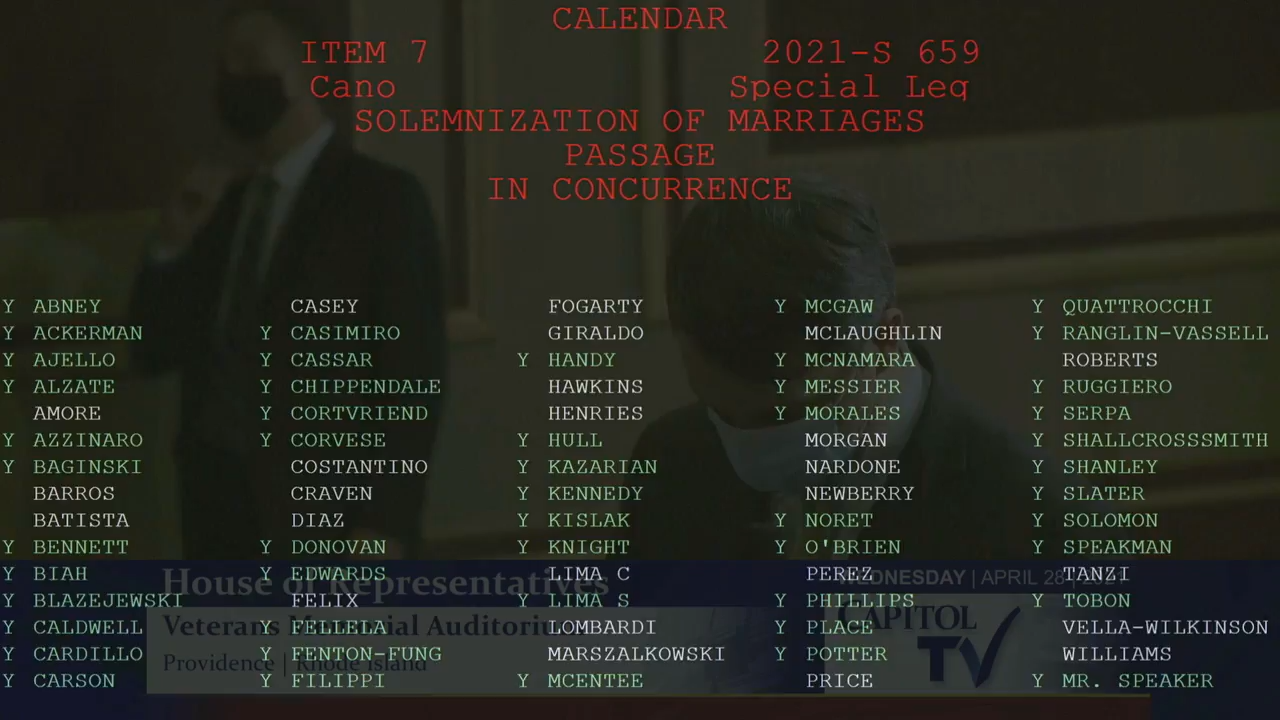 CALENDAR
ITEM 7 2021-S 659
Cano Special Leg
SOLEMNIZATION OF MARRIAGES
PASSAGE
IN CONCURRENCE
Y ABNEY CASEY FOGARTY Y MCGAW Y QUATTROCCHI
Y ACKERMAN Y CASIMIRO GIRALDO MCLAUGHLIN Y RANGLIN-VASSELL
Y AJELLO Y CASSAR Y HANDY Y MCNAMARA ROBERTS
Y ALZATE Y CHIPPENDALE HAWKINS Y MESSIER Y RUGGIERO
AMORE Y CORTVRIEND HENRIES Y MORALES Y SERPA
Y AZZINARO Y CORVESE Y HULL MORGAN Y SHALLCROSSSMITH
Y BAGINSKI COSTANTINO Y KAZARIAN NARDONE Y SHANLEY
BARROS CRAVEN Y KENNEDY NEWBERRY Y SLATER
BATISTA DIAZ Y KISLAK Y NORET Y SOLOMON
Y BENNETT Y DONOVAN Y KNIGHT Y O'BRIEN Y SPEAKMAN
Y BIAH Y EDWARDS LIMA C PEREZ TANZI
Y BLAZEJEWSKI FELIX Y LIMA S Y PHILLIPS Y TOBON
Y CALDWELL Y FELLELA LOMBARDI Y PLACE VELLA-WILKINSON
Y CARDILLO Y FENTON-FUNG MARSZALKOWSKI Y POTTER WILLIAMS
Y CARSON Y FILIPPI Y MCENTEE PRICE Y MR. SPEAKER
House of Representatives
WEDNESDAY | APRIL 28
Veterans Memorial Auditorium
Providence | Rhode Island
CAPITOL
TV